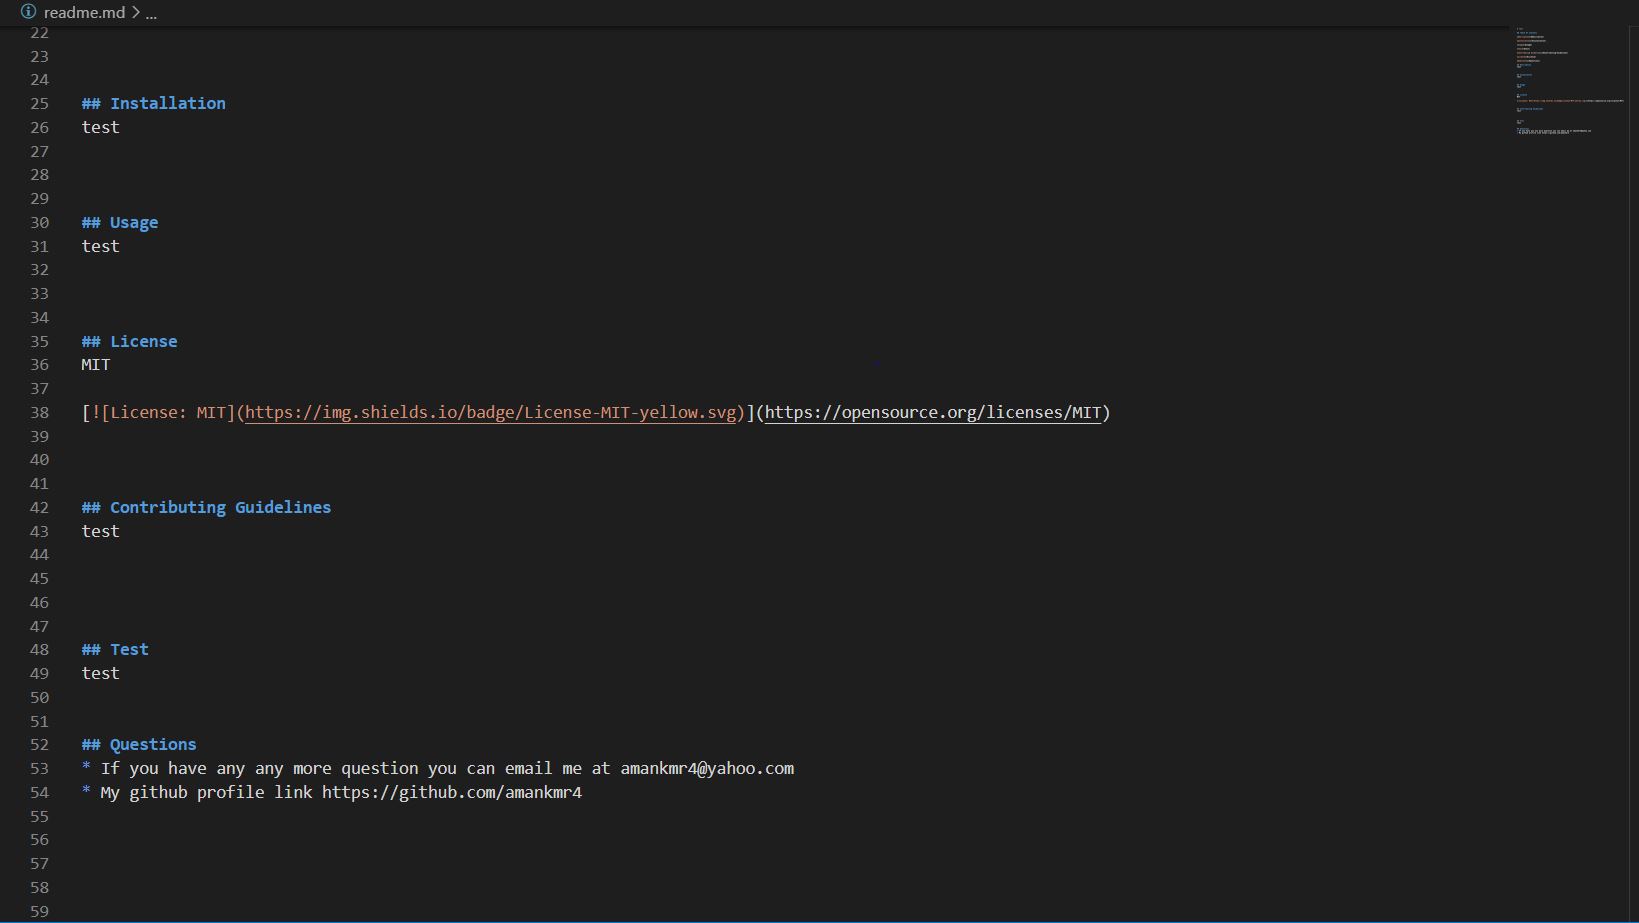 readme.md > ...
22
23
24
25 ## Installation
26 test
27
28
29
30 ## Usage
31 test
32
33
34
35 ## License
36 MIT
37
38 [![License: MIT](https://img.shields.io/badge/License-MIT-yellow.svg)](https://opensource.org/licenses/MIT)
39
40
41
42 ## Contributing Guidelines
43 test
44
45
46
47
48 ## Test
49 test
50
51
52 ## Questions
53 * If you have any any more question you can email me at amankmr4@yahoo.com
54 * My github profile link https://github.com/amankmr4
55
56
57
58
59